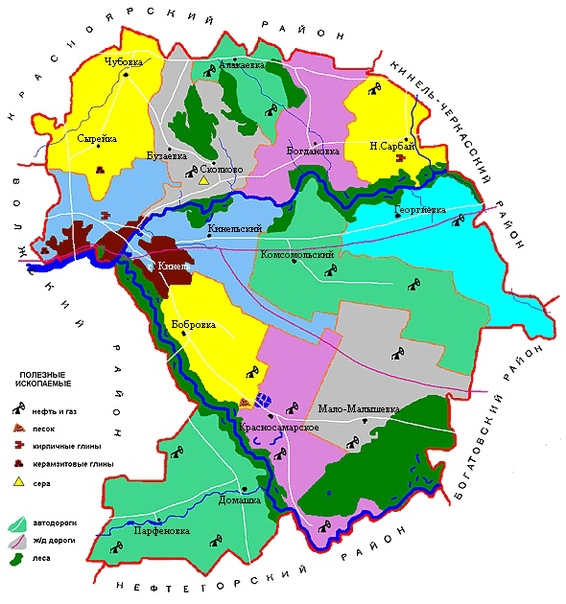 КРАСНОЯРСКИЙ РАЙОН
КИНЕЛЬ-ЧЕРКАССКИЙ РАЙОН
ВОЛЖСКИЙ РАЙОН
Чубовка
Алакаевка
Сырейка
Бузаевка
Сколково
Богдановка
Н.Сарбай
Георгиевка
Кинельский
Комсомольский
Кинель
Бобровка
Мало-Малышевка
Красносамарское
Домашка
Парфеновка
БОГАТОВСКИЙ РАЙОН
НЕФТЕГОРСКИЙ РАЙОН
ПОЛЕЗНЫЕ
ИСКОПАЕМЫЕ
нефть и газ
песок
кирпичные глины
керамзитовые глины
сера
автодороги
ж/д дороги
леса